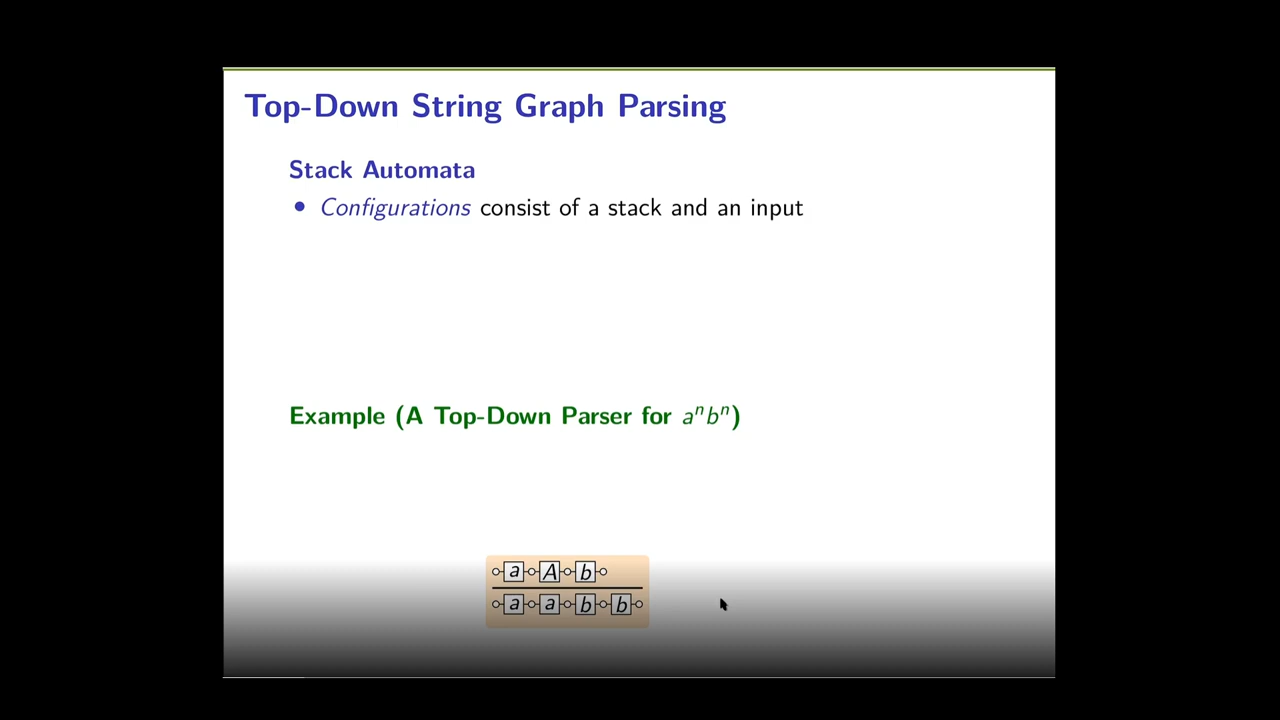 Top-Down String Graph Parsing
Stack Automata
• Configurations consist of a stack and an input
Example (A Top-Down Parser for aⁿbⁿ)
a A b
a a b b